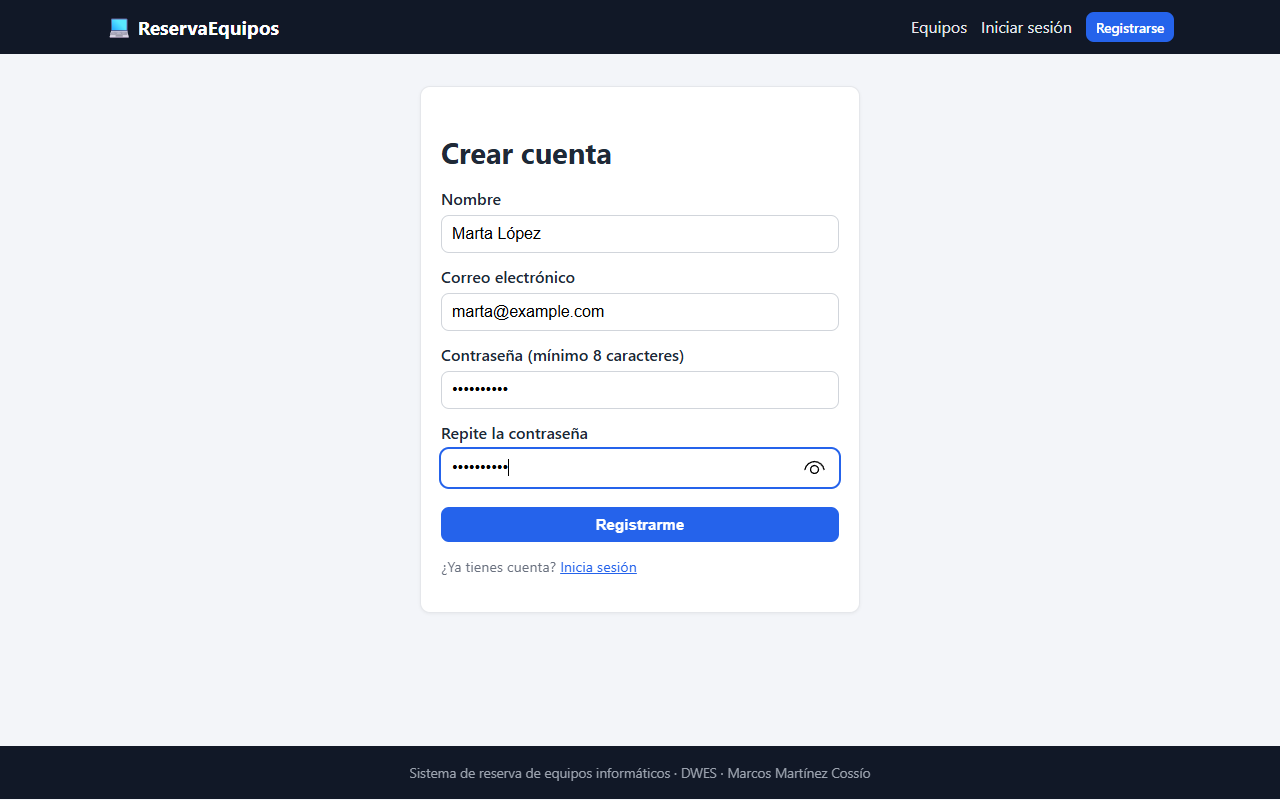 ReservaEquipos
Equipos Iniciar sesión Registrarse
Crear cuenta
Nombre
Marta López
Correo electrónico
marta@example.com
Contraseña (mínimo 8 caracteres)
••••••••••
Repite la contraseña
••••••••••
Registrarme
¿Ya tienes cuenta? Inicia sesión
Sistema de reserva de equipos informáticos · DWES · Marcos Martínez Cossío